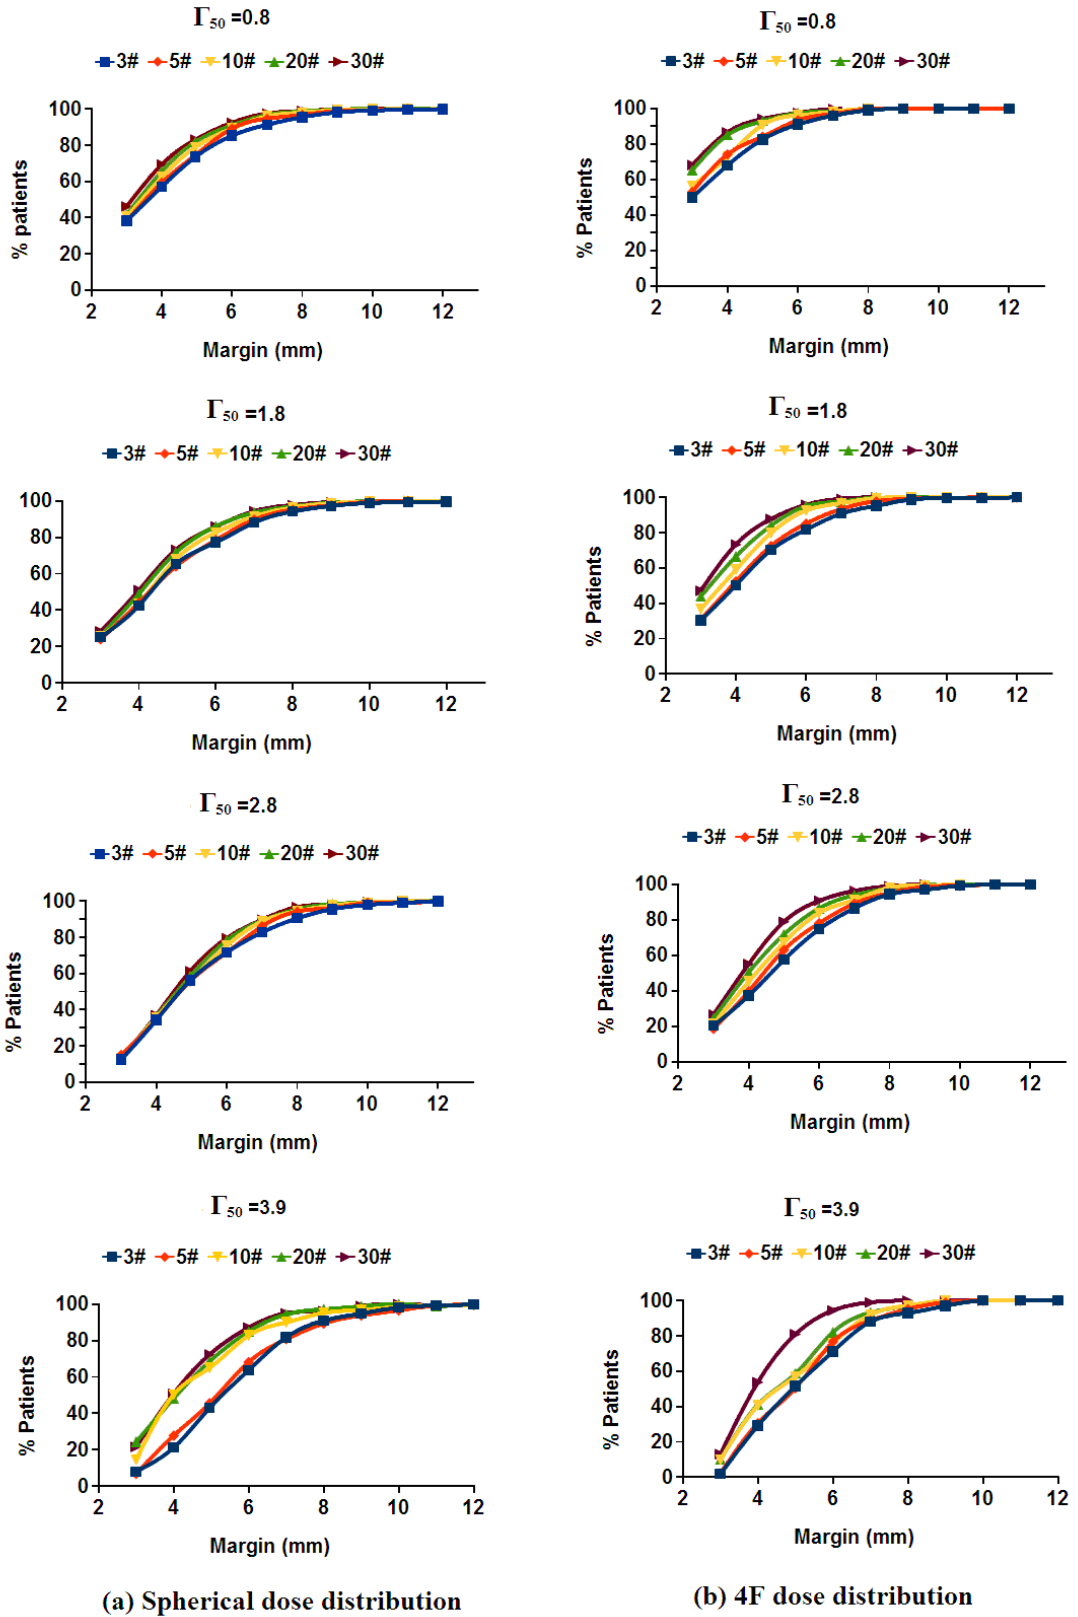 Γ50 =0.8
3# 5# 10# 20# 30#
% patients
100
80
60
40
20
0
2 4 6 8 10 12
Margin (mm)
Γ50 =0.8
3# 5# 10# 20# 30#
% Patients
100
80
60
40
20
0
2 4 6 8 10 12
Margin (mm)
Γ50 =1.8
3# 5# 10# 20# 30#
100
80
60
40
20
0
2 4 6 8 10 12
Margin (mm)
Γ50 =1.8
3# 5# 10# 20# 30#
% Patients
100
80
60
40
20
0
2 4 6 8 10 12
Margin (mm)
Γ50 =2.8
3# 5# 10# 20# 30#
% Patients
100
80
60
40
20
0
2 4 6 8 10 12
Margin (mm)
Γ50 =2.8
3# 5# 10# 20# 30#
% Patients
100
80
60
40
20
0
2 4 6 8 10 12
Margin (mm)
Γ50 =3.9
3# 5# 10# 20# 30#
% Patients
100
80
60
40
20
0
2 4 6 8 10 12
Margin (mm)
Γ50 =3.9
3# 5# 10# 20# 30#
% Patients
100
80
60
40
20
0
2 4 6 8 10 12
Margin (mm)
(a) Spherical dose distribution
(b) 4F dose distribution